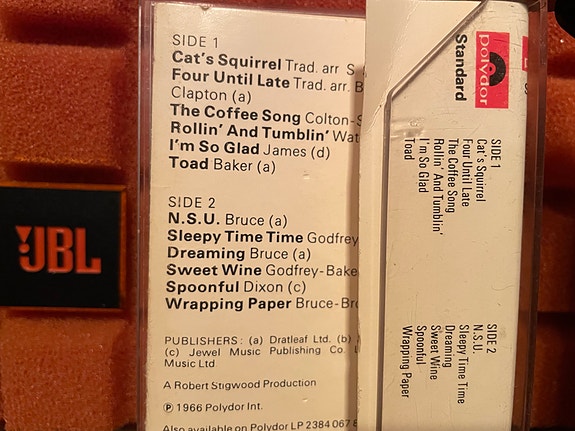 SIDE 1
Cat's Squirrel Trad. arr. S
Four Until Late Trad. arr. B
Clapton (a)
The Coffee Song Colton-S
Rollin' And Tumblin' Wat
I'm So Glad James (d)
Toad Baker (a)
SIDE 2
N.S.U. Bruce (a)
Sleepy Time Time Godfrey
Dreaming Bruce (a)
Sweet Wine Godfrey-Bake
Spoonful Dixon (c)
Wrapping Paper Bruce-Bro
PUBLISHERS: (a) Dratleaf Ltd. (b)
(c) Jewel Music Publishing Co.
Music Ltd.
A Robert Stigwood Production
℗ 1966 Polydor Int.
Also available on Polydor LP 2384 067
JBL
polydor
Standard
SIDE 1
Cat's Squirrel
Four Until Late
The Coffee Song
Rollin' And Tumblin'
I'm So Glad
Toad
SIDE 2
N.S.U.
Sleepy Time Time
Dreaming
Sweet Wine
Spoonful
Wrapping Paper